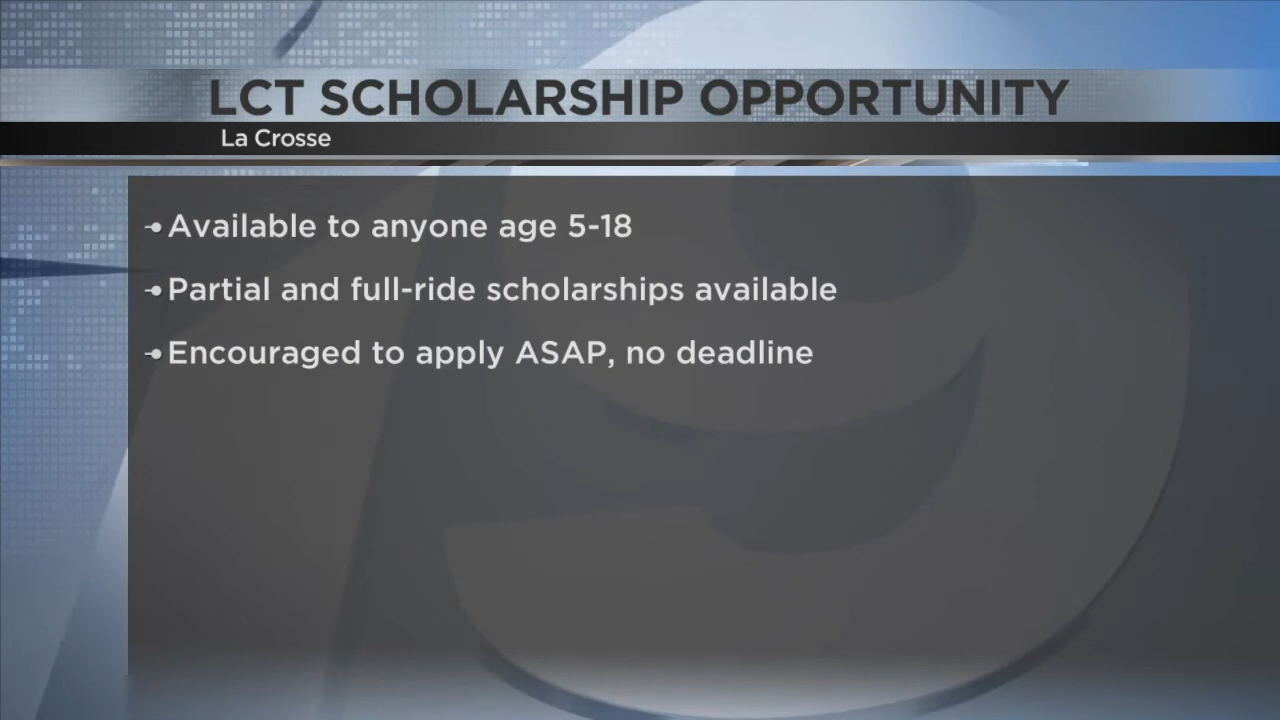 LCT SCHOLARSHIP OPPORTUNITY
La Crosse
Available to anyone age 5-18
Partial and full-ride scholarships available
Encouraged to apply ASAP, no deadline